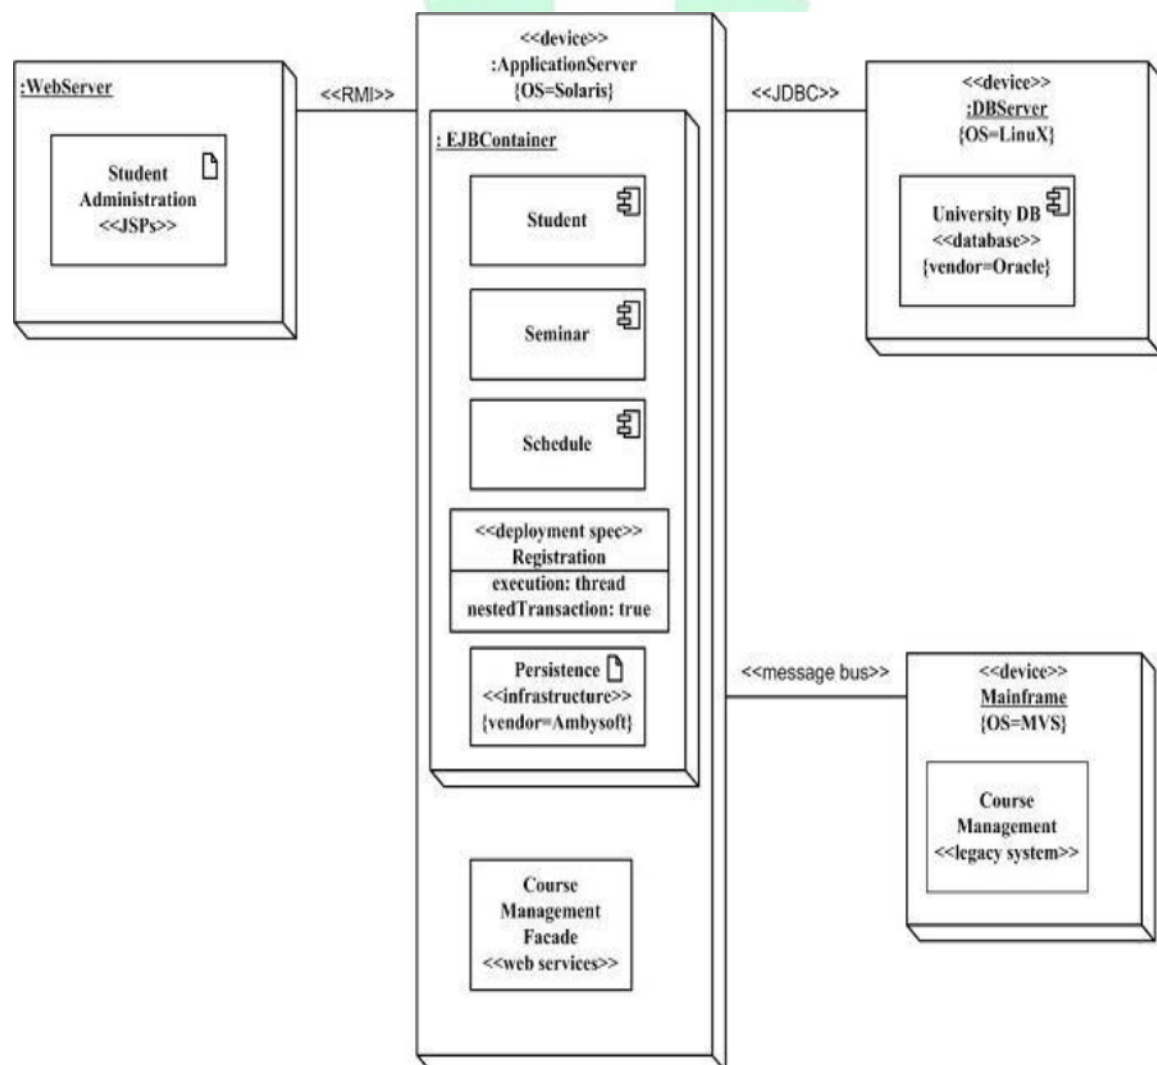 :WebServer
Student
Administration
<<JSPs>>
<<RMI>>
<<device>>
:ApplicationServer
{OS=Solaris}
: EJBContainer
Student
Seminar
Schedule
<<deployment spec>>
Registration
execution: thread
nestedTransaction: true
Persistence
<<infrastructure>>
{vendor=Ambysoft}
Course
Management
Facade
<<web services>>
<<JDBC>>
<<device>>
:DBServer
{OS=LinuX}
University DB
<<database>>
{vendor=Oracle}
<<message bus>>
<<device>>
Mainframe
{OS=MVS}
Course
Management
<<legacy system>>